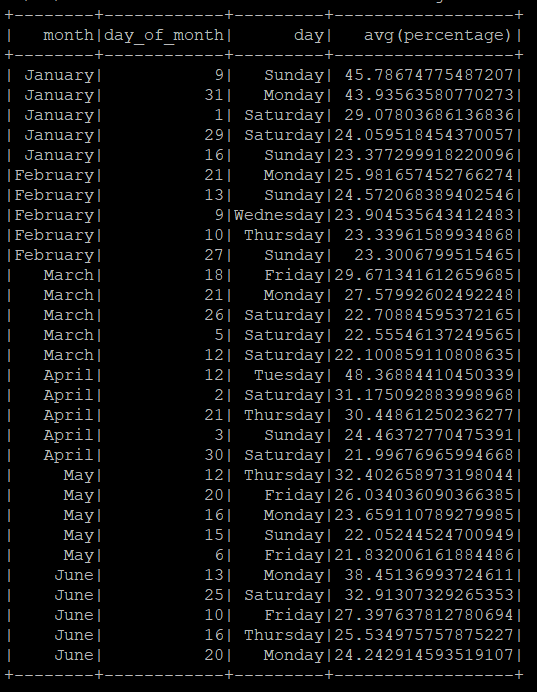 +--------+------------+---------+------------------+
|   month|day_of_month|      day|   avg(percentage)|
+--------+------------+---------+------------------+
| January|           9|   Sunday| 45.78674775487207|
| January|          31|   Monday| 43.93563580770273|
| January|           1| Saturday| 29.07803686136836|
| January|          29| Saturday|24.059518454370057|
| January|          16|   Sunday|23.377299918220096|
|February|          21|   Monday|25.981657452766274|
|February|          13|   Sunday|24.572068389402546|
|February|           9|Wednesday|23.904535643412483|
|February|          10| Thursday| 23.33961589934868|
|February|          27|   Sunday|  23.3006799515465|
|   March|          18|   Friday|29.671341612659685|
|   March|          21|   Monday| 27.57992602492248|
|   March|          26| Saturday| 22.70884595372165|
|   March|           5| Saturday| 22.55546137249565|
|   March|          12| Saturday|22.100859110808635|
|   April|          12|  Tuesday| 48.36884410450339|
|   April|           2| Saturday|31.175092883998968|
|   April|          21| Thursday| 30.44861250236277|
|   April|           3|   Sunday| 24.46372770475391|
|   April|          30| Saturday| 21.99676965994668|
|     May|          12| Thursday|32.402658973198044|
|     May|          20|   Friday|26.034036090366385|
|     May|          16|   Monday|23.659110789279985|
|     May|          15|   Sunday| 22.05244524700949|
|     May|           6|   Friday|21.832006161884486|
|    June|          13|   Monday| 38.45136993724611|
|    June|          25| Saturday| 32.91307329265353|
|    June|          10|   Friday|27.397637812780694|
|    June|          16| Thursday|25.534975757875227|
|    June|          20|   Monday|24.242914593519107|
+--------+------------+---------+------------------+